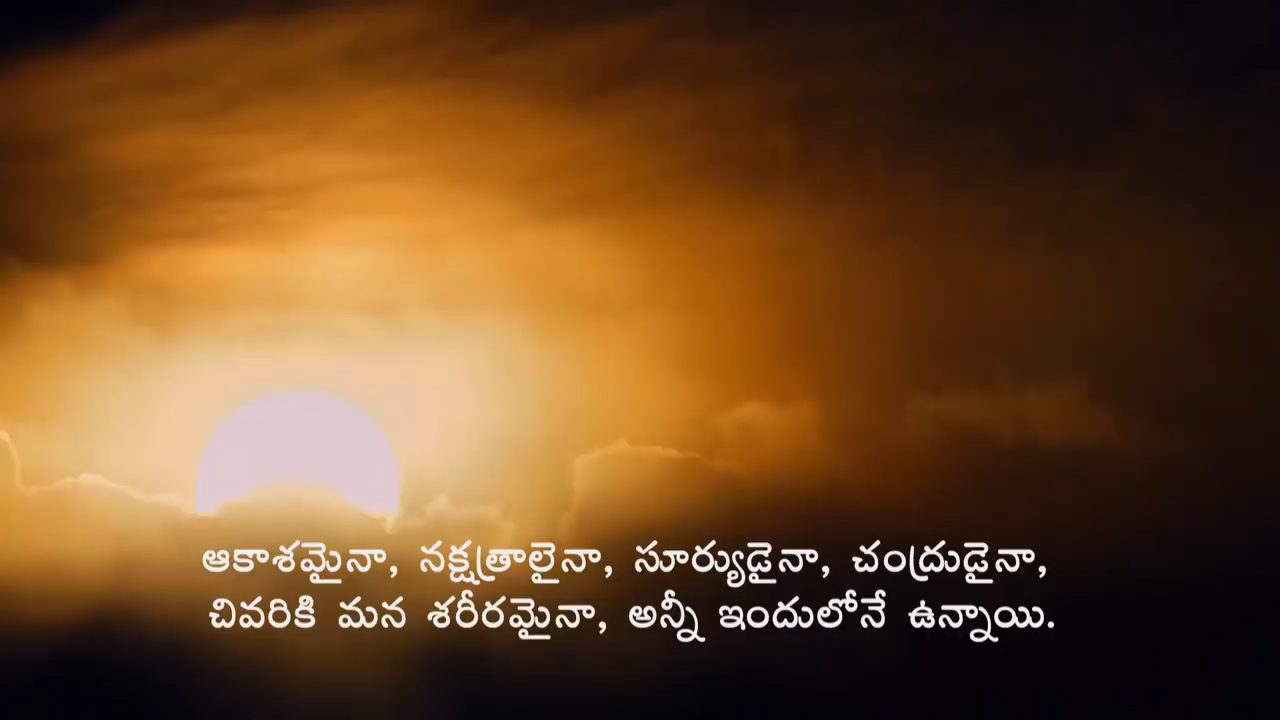 ఆకాశమైనా, నక్షత్రాలైనా, సూర్యుడైనా, చంద్రుడైనా,
చివరికి మన శరీరమైనా, అన్నీ ఇందులోనే ఉన్నాయి.